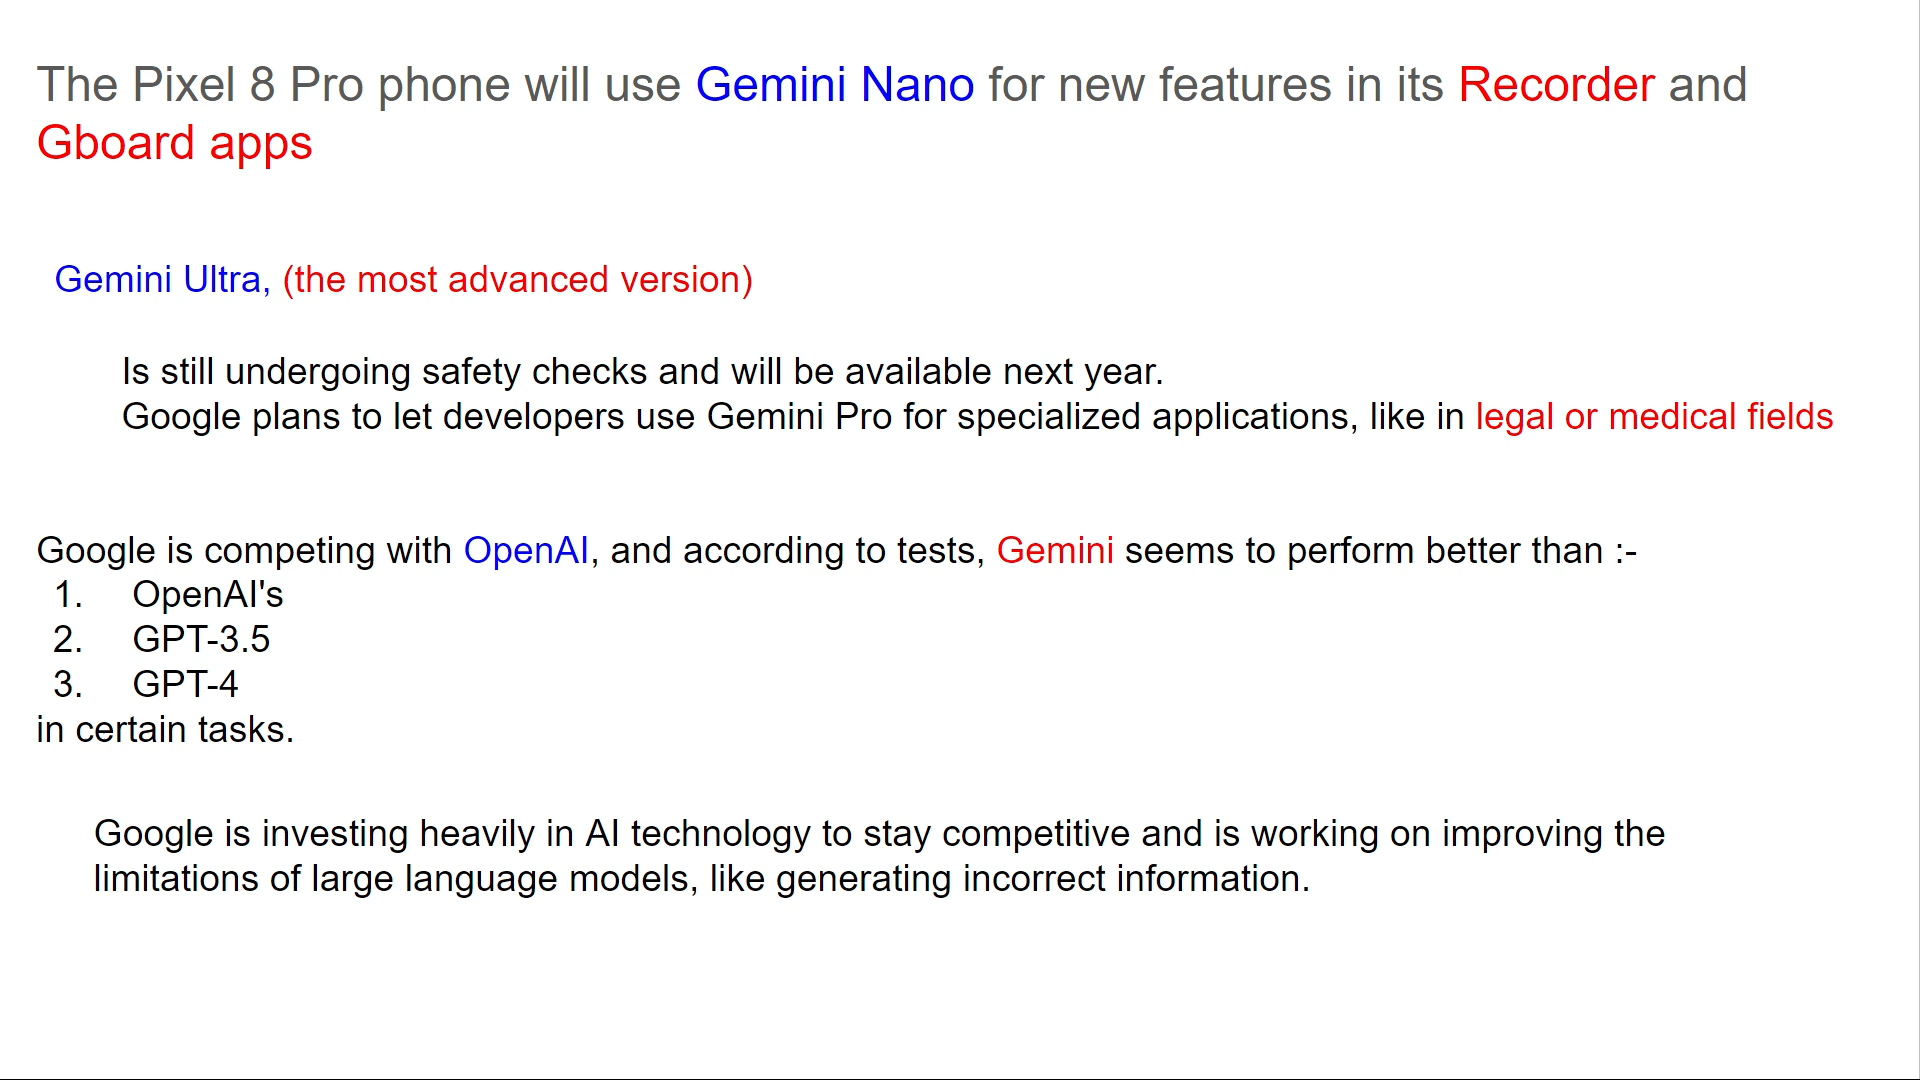 The Pixel 8 Pro phone will use Gemini Nano for new features in its Recorder and
Gboard apps
Gemini Ultra, (the most advanced version)
Is still undergoing safety checks and will be available next year.
Google plans to let developers use Gemini Pro for specialized applications, like in legal or medical fields
Google is competing with OpenAI, and according to tests, Gemini seems to perform better than :-
1. OpenAI's
2. GPT-3.5
3. GPT-4
in certain tasks.
Google is investing heavily in AI technology to stay competitive and is working on improving the
limitations of large language models, like generating incorrect information.